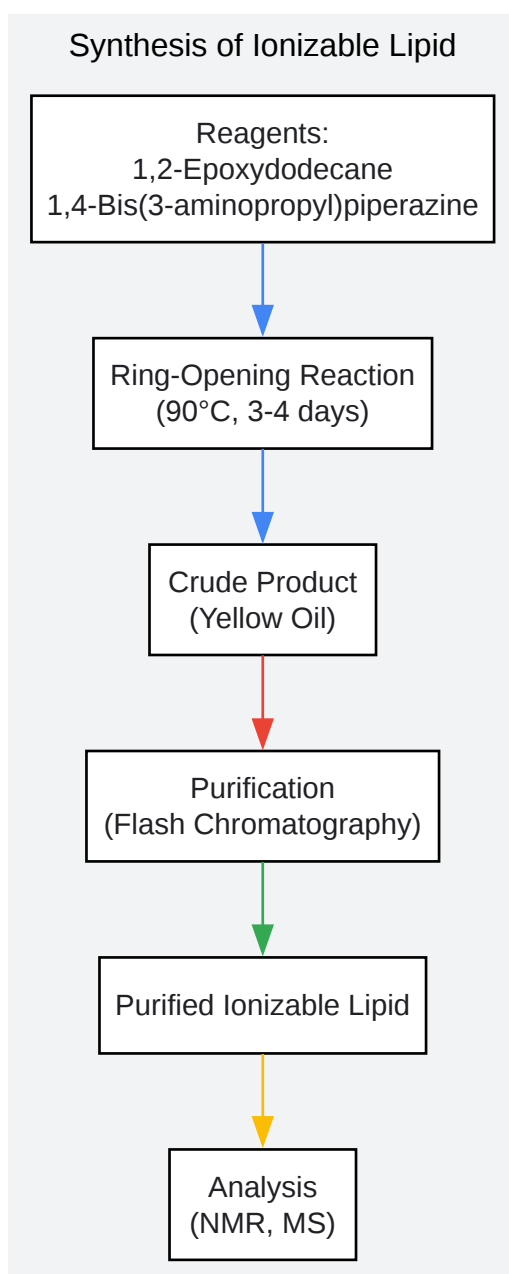 Synthesis of Ionizable Lipid
Reagents:
1,2-Epoxydodecane
1,4-Bis(3-aminopropyl)piperazine
Ring-Opening Reaction
(90°C, 3-4 days)
Crude Product
(Yellow Oil)
Purification
(Flash Chromatography)
Purified Ionizable Lipid
Analysis
(NMR, MS)